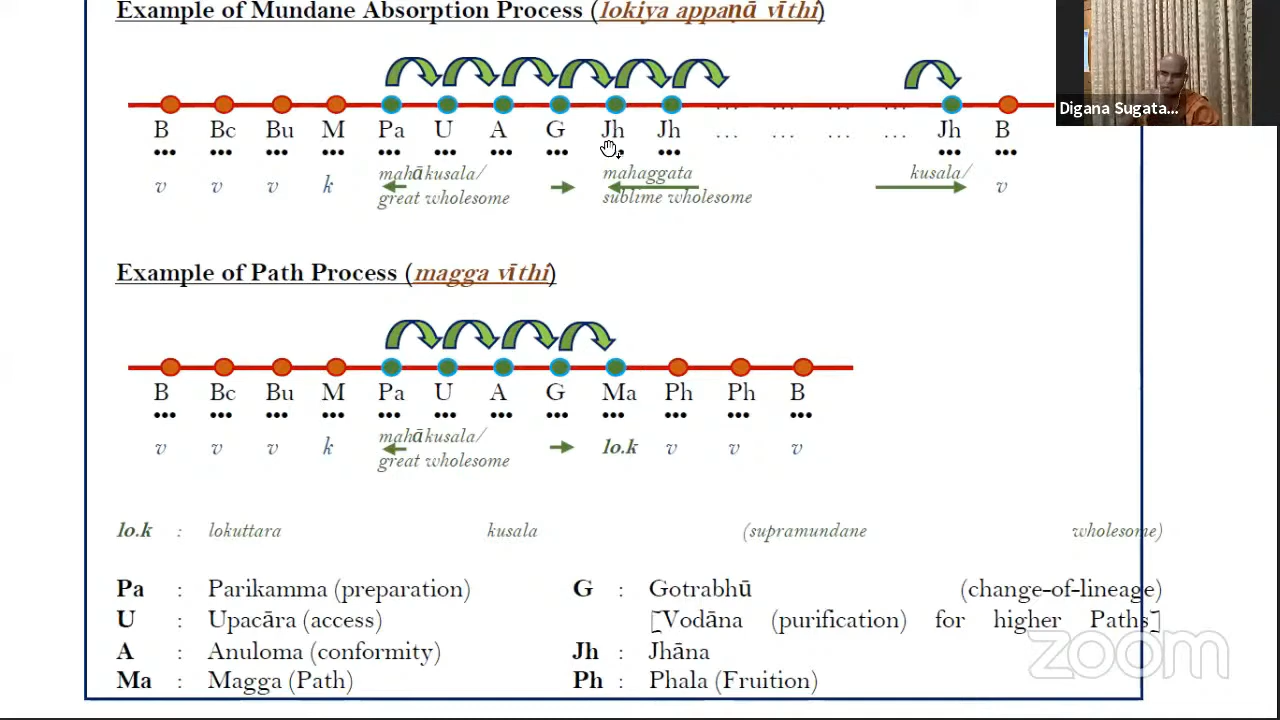 Example of Mundane Absorption Process (lokiya appaṇā vīthi)
Digana Sugata...
B Bc Bu M Pa U A G Jh Jh ... ... ... ... Jh B
••• ••• ••• ••• ••• ••• ••• ••• ••• ••• ... ... ... ... ••• •••
v v v k mahākusala/ mahaggata kusala/ v
great wholesome sublime wholesome
Example of Path Process (magga vīthi)
B Bc Bu M Pa U A G Ma Ph Ph B
••• ••• ••• ••• ••• ••• ••• ••• ••• ••• ••• •••
v v v k mahākusala/ lo.k v v v
great wholesome
lo.k : lokuttara kusala (supramundane wholesome)
Pa : Parikamma (preparation) G : Gotrabhū (change-of-lineage)
U : Upacāra (access) [Vodāna (purification) for higher Paths]
A : Anuloma (conformity) Jh : Jhāna
Ma : Magga (Path) Ph : Phala (Fruition)
zoom